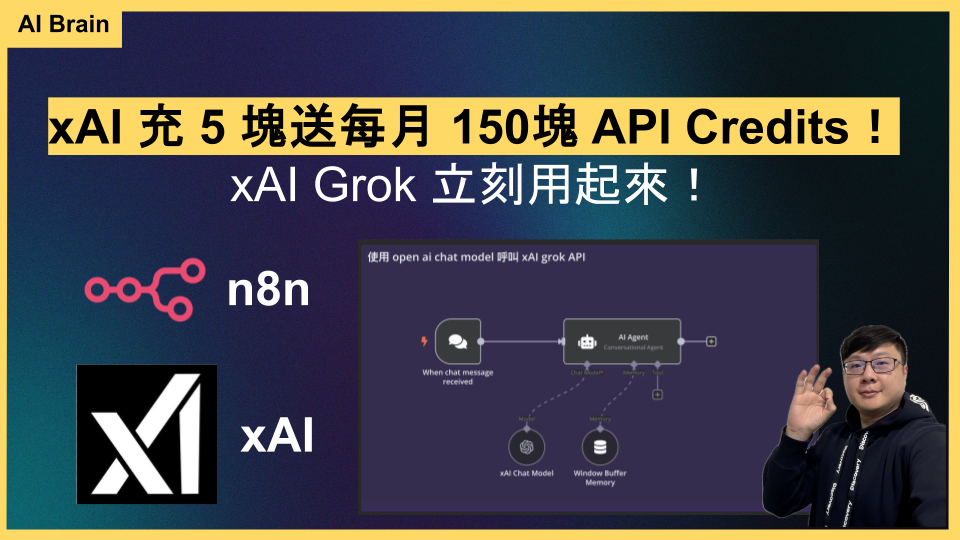 AI Brain
xAI 充 5 塊送每月 150塊 API Credits！
xAI Grok 立刻用起來！
n8n
xAI
使用 open ai chat model 呼叫 xAI grok API
When chat message
received
AI Agent
Conversational Agent
Chat Model*
Memory
Tool
Model
Memory
xAI Chat Model
Window Buffer
Memory
Discovery
Discovery